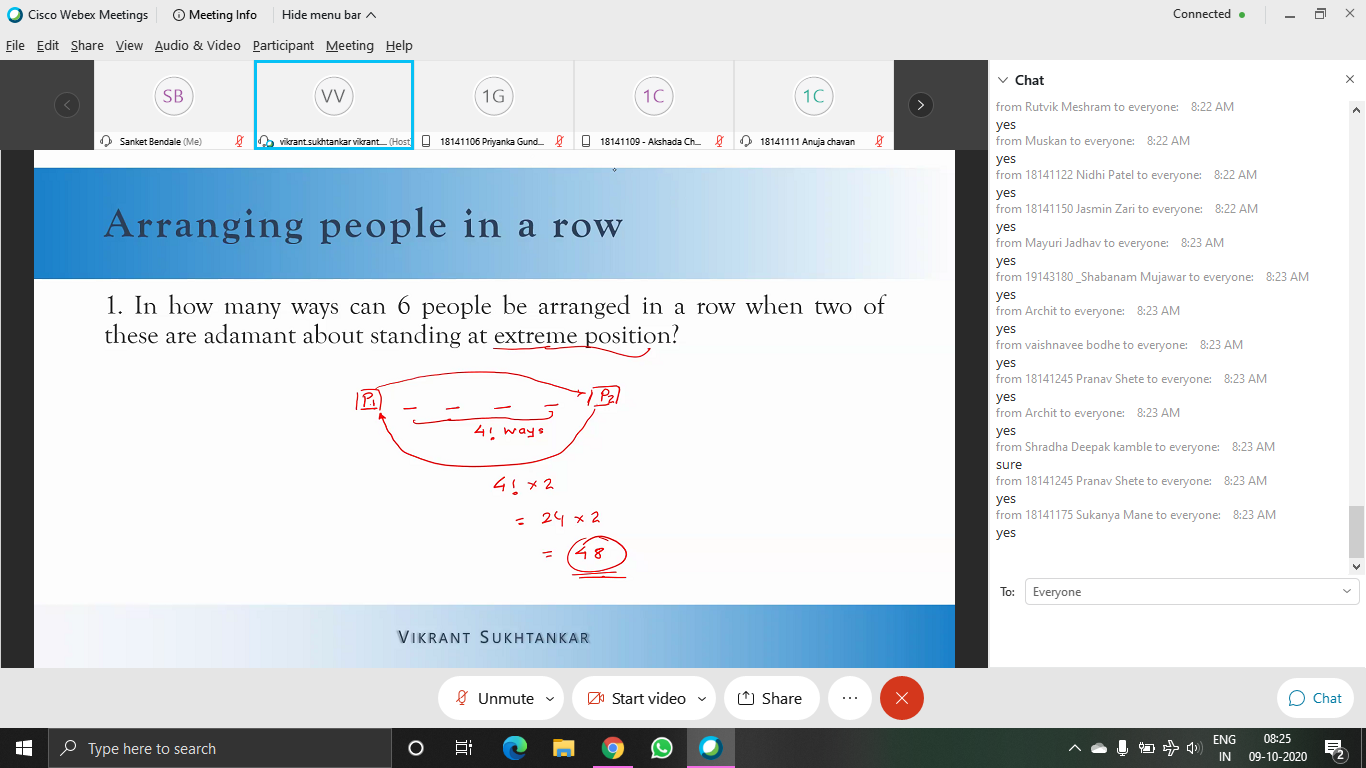 Cisco Webex Meetings
Meeting Info
Hide menu bar
Connected
File Edit Share View Audio & Video Participant Meeting Help
SB
VV
1G
1C
1C
Sanket Bendale (Me)
vikrant.sukhtankar vikrant.... (Host)
18141106 Priyanka Gund...
18141109 - Akshada Ch...
18141111 Anuja chavan
Arranging people in a row
1. In how many ways can 6 people be arranged in a row when two of
these are adamant about standing at extreme position?
P1 _ _ _ _ P2
4! ways
4! × 2
= 24 × 2
= 48
VIKRANT SUKHTANKAR
Chat
from Rutvik Meshram to everyone: 8:22 AM
yes
from Muskan to everyone: 8:22 AM
yes
from 18141122 Nidhi Patel to everyone: 8:22 AM
yes
from 18141150 Jasmin Zari to everyone: 8:22 AM
yes
from Mayuri Jadhav to everyone: 8:23 AM
yes
from 19143180 _Shabanam Mujawar to everyone: 8:23 AM
yes
from Archit to everyone: 8:23 AM
yes
from vaishnavee bodhe to everyone: 8:23 AM
yes
from 18141245 Pranav Shete to everyone: 8:23 AM
yes
from Archit to everyone: 8:23 AM
yes
from Shradha Deepak kamble to everyone: 8:23 AM
sure
from 18141245 Pranav Shete to everyone: 8:23 AM
yes
from 18141175 Sukanya Mane to everyone: 8:23 AM
yes
To: Everyone
Unmute
Start video
Share
Chat
Type here to search
ENG
IN
08:25
09-10-2020
2